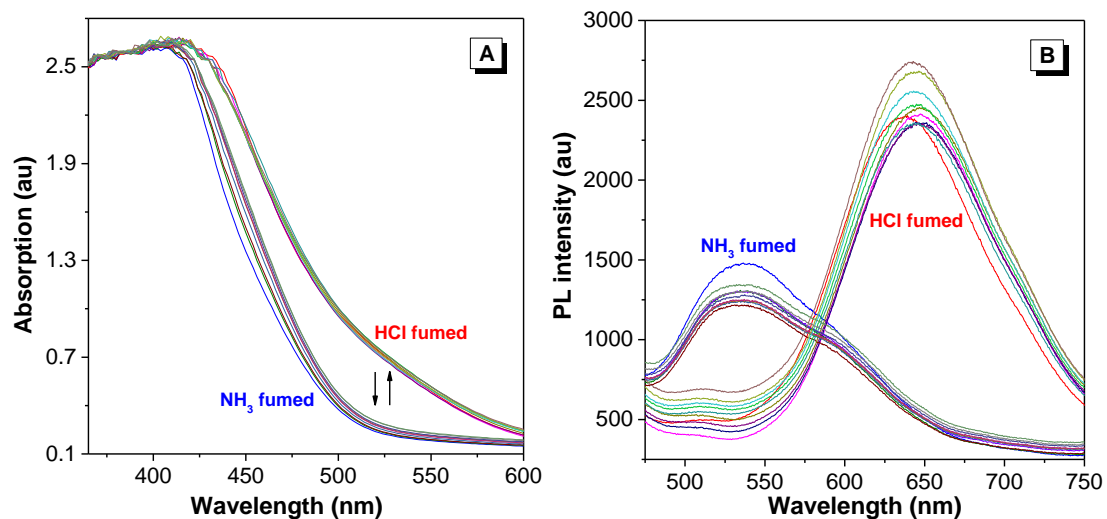 A
2.5
1.9
1.3
0.7
0.1
400
450
500
550
600
Absorption (au)
Wavelength (nm)
HCl fumed
NH₃ fumed
B
3000
2500
2000
1500
1000
500
500
550
600
650
700
750
PL intensity (au)
Wavelength (nm)
NH₃ fumed
HCl fumed